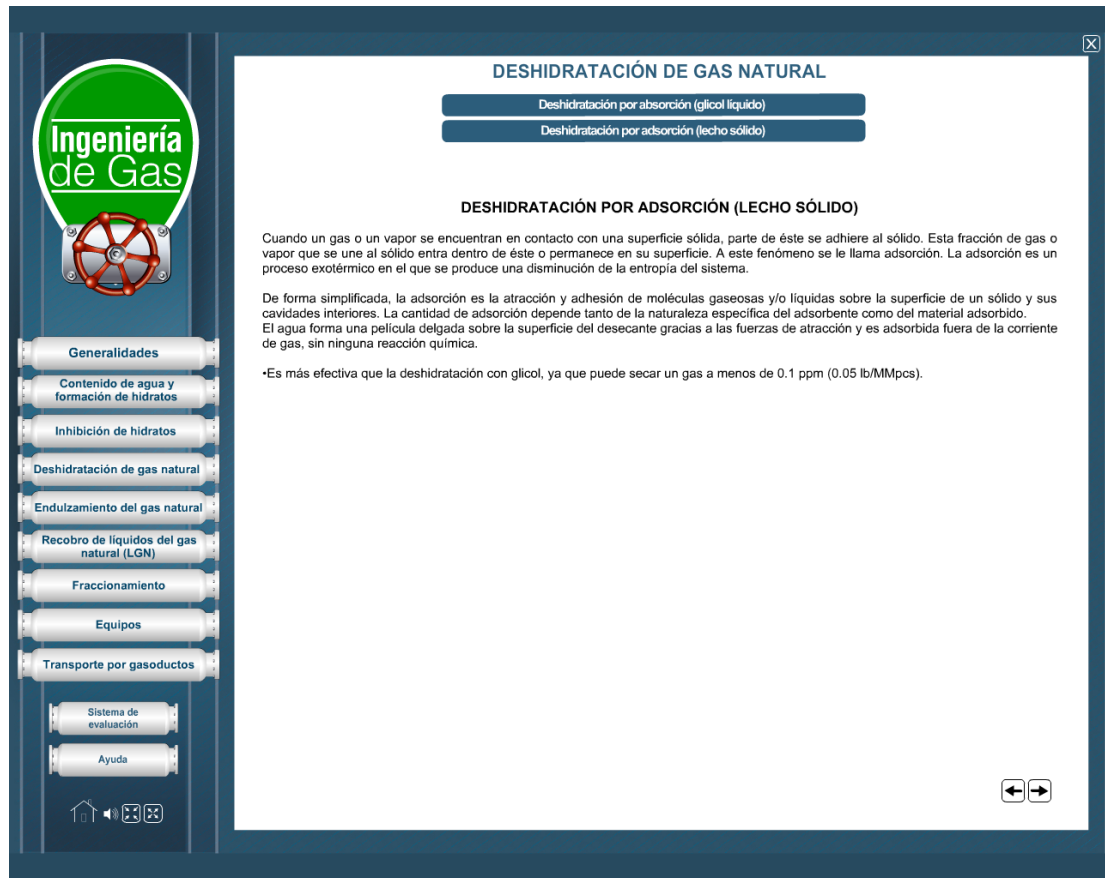 DESHIDRATACIÓN DE GAS NATURAL
Deshidratación por absorción (glicol líquido)
Deshidratación por adsorción (lecho sólido)
Ingeniería
de Gas
DESHIDRATACIÓN POR ADSORCIÓN (LECHO SÓLIDO)
Cuando un gas o un vapor se encuentran en contacto con una superficie sólida, parte de éste se adhiere al sólido. Esta fracción de gas o
vapor que se une al sólido entra dentro de éste o permanece en su superficie. A este fenómeno se le llama adsorción. La adsorción es un
proceso exotérmico en el que se produce una disminución de la entropía del sistema.
De forma simplificada, la adsorción es la atracción y adhesión de moléculas gaseosas y/o líquidas sobre la superficie de un sólido y sus
cavidades interiores. La cantidad de adsorción depende tanto de la naturaleza específica del adsorbente como del material adsorbido.
El agua forma una película delgada sobre la superficie del desecante gracias a las fuerzas de atracción y es adsorbida fuera de la corriente
de gas, sin ninguna reacción química.
•Es más efectiva que la deshidratación con glicol, ya que puede secar un gas a menos de 0.1 ppm (0.05 lb/MMpcs).
Generalidades
Contenido de agua y
formación de hidratos
Inhibición de hidratos
Deshidratación de gas natural
Endulzamiento del gas natural
Recobro de líquidos del gas
natural (LGN)
Fraccionamiento
Equipos
Transporte por gasoductos
Sistema de
evaluación
Ayuda